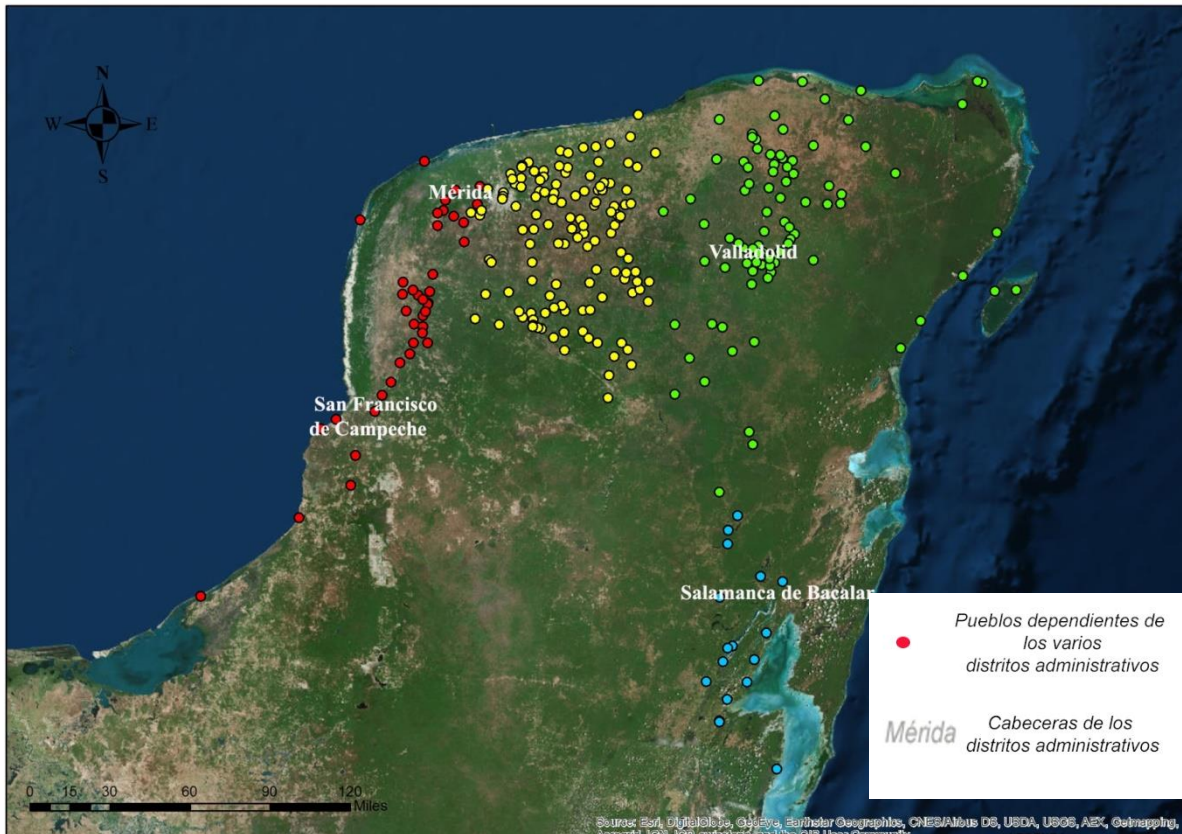 N
W E
S
Mérida
Valladolid
San Francisco
de Campeche
Salamanca de Bacalar
Pueblos dependientes de
los varios
distritos administrativos
Mérida
Cabeceras de los
distritos administrativos
0 30 60 90 120
Miles
Source: Esri, DigitalGlobe, GeoEye, Earthstar Geographics, CNES/Airbus DS, USDA, USGS, AEX, Getmapping,